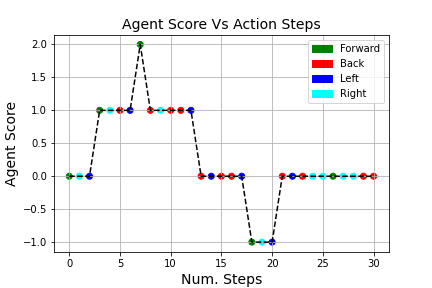 Agent Score Vs Action Steps
2.0
1.5
1.0
0.5
0.0
−0.5
−1.0
Agent Score
Forward
Back
Left
Right
0 5 10 15 20 25 30
Num. Steps